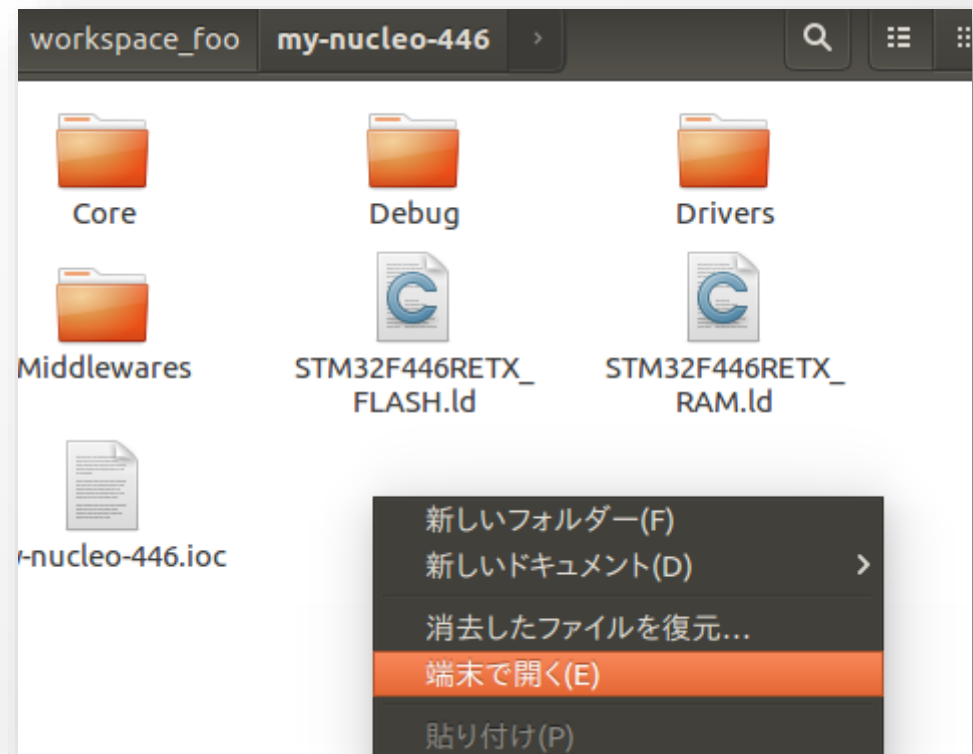 workspace_foo my-nucleo-446
Core Debug Drivers
Middlewares STM32F446RETX_ STM32F446RETX_
FLASH.ld RAM.ld
-nucleo-446.ioc
新しいフォルダー(F)
新しいドキュメント(D)
消去したファイルを復元...
端末で開く(E)
貼り付け(P)